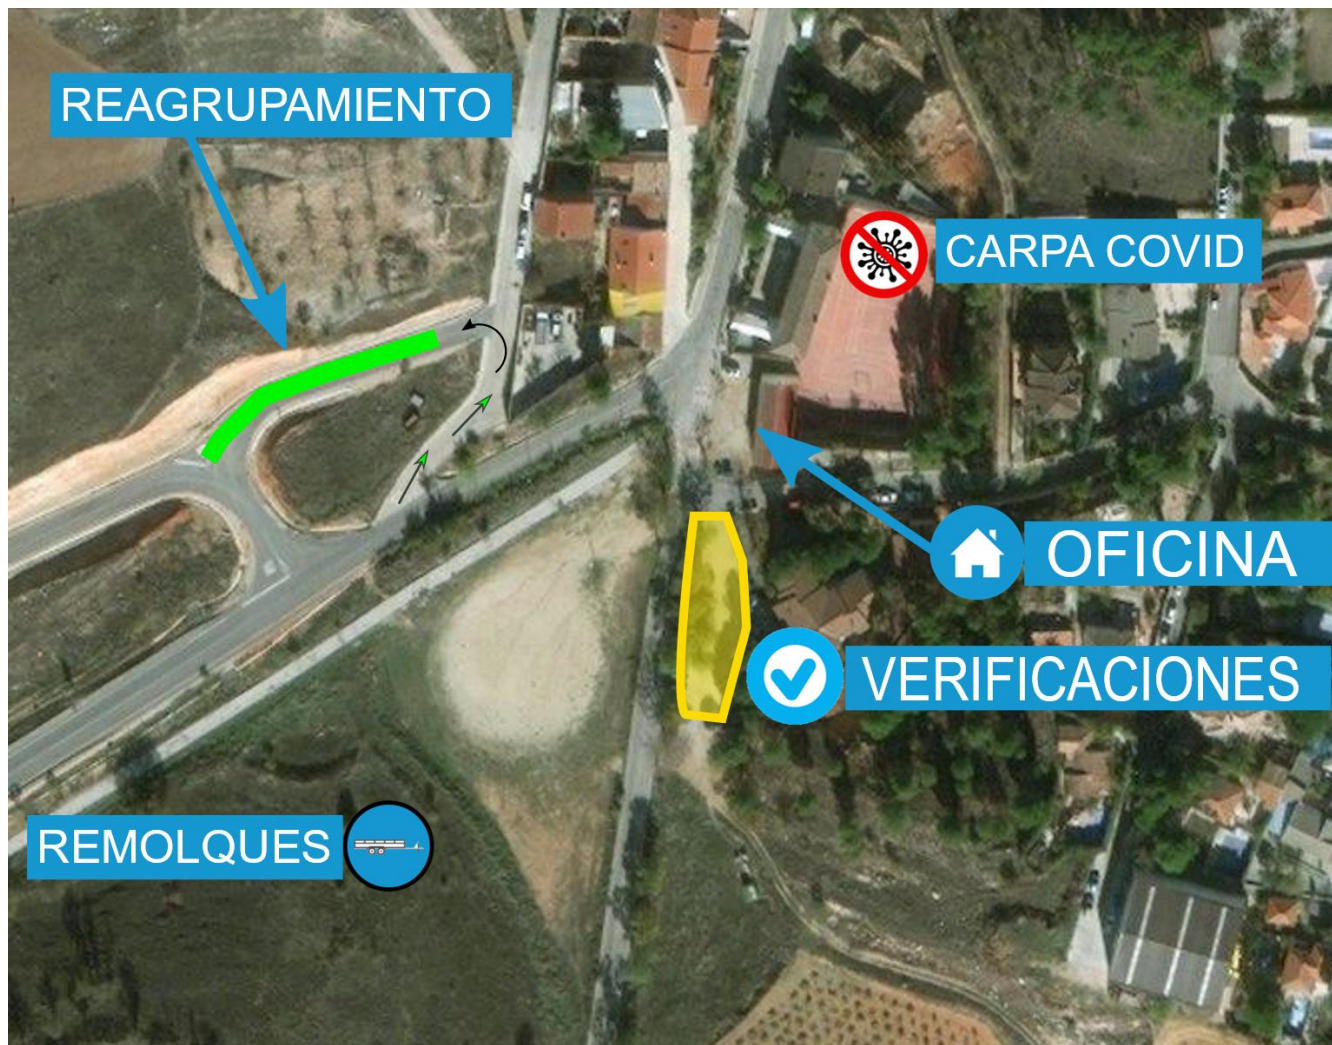 REAGRUPAMIENTO
CARPA COVID
OFICINA
VERIFICACIONES
REMOLQUES